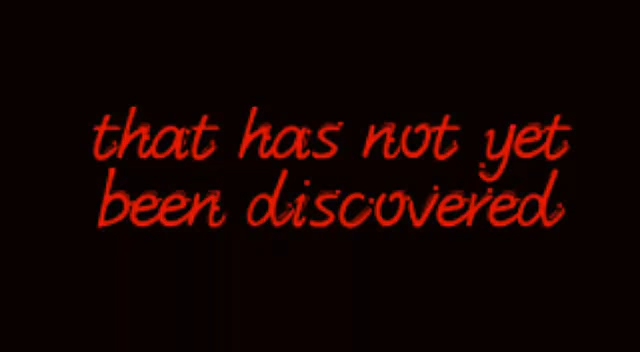 that has not yet
been discovered